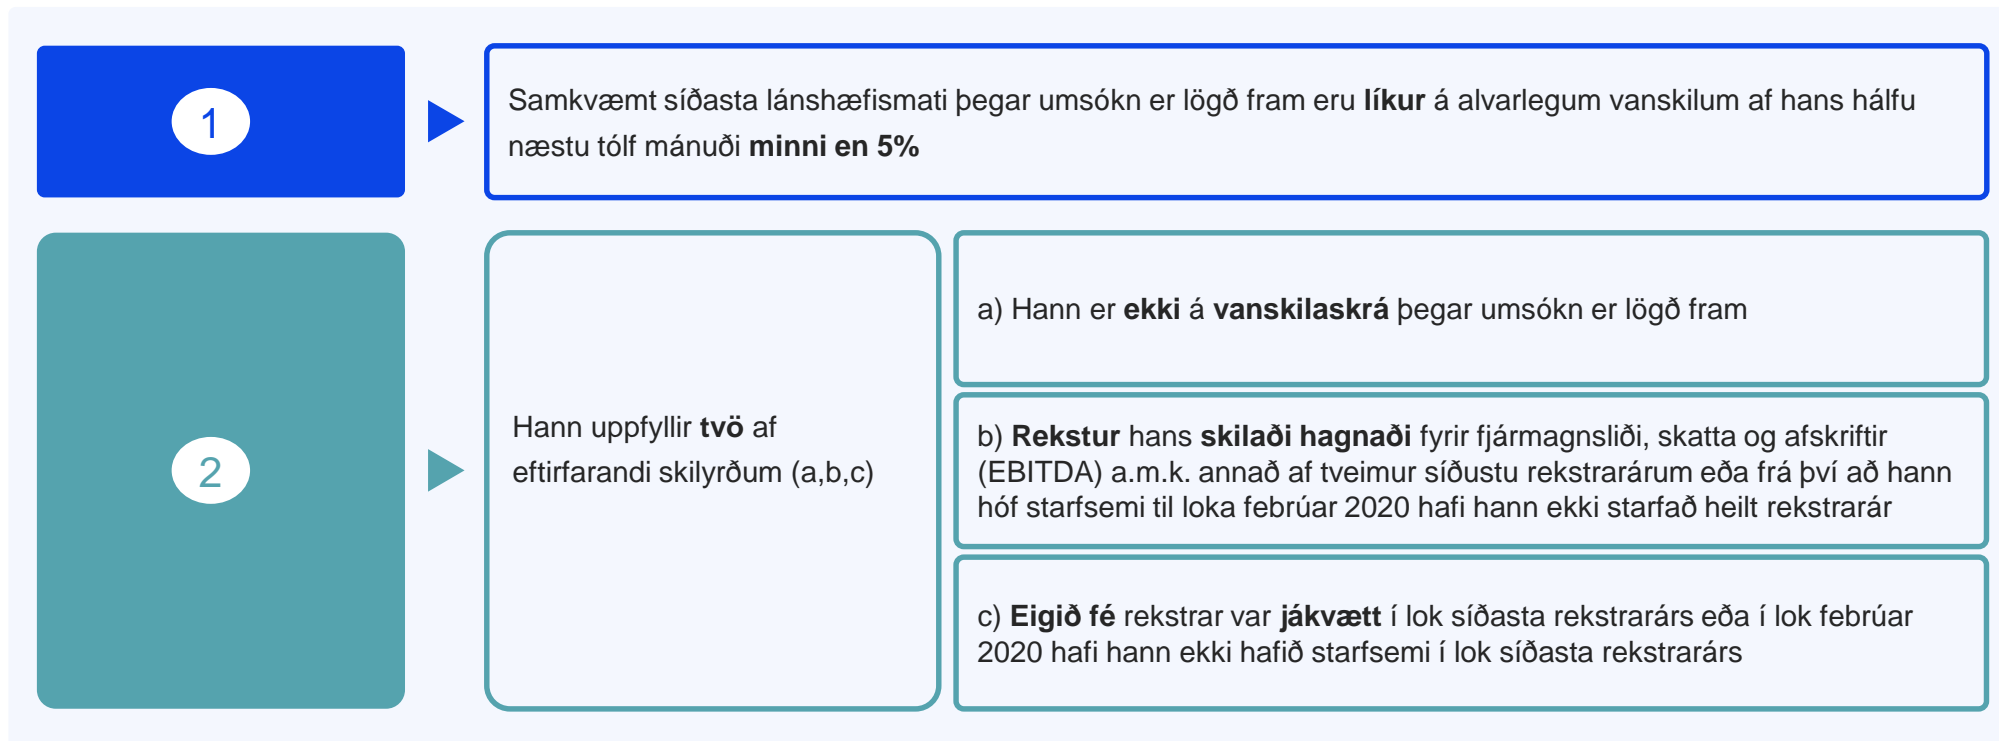 1
Samkvæmt síðasta lánshæfismati þegar umsókn er lögð fram eru líkur á alvarlegum vanskilum af hans hálfu
næstu tólf mánuði minni en 5%
2
Hann uppfyllir tvö af
eftirfarandi skilyrðum (a,b,c)
a) Hann er ekki á vanskilaskrá þegar umsókn er lögð fram
b) Rekstur hans skilaði hagnaði fyrir fjármagnsliði, skatta og afskriftir
(EBITDA) a.m.k. annað af tveimur síðustu rekstrarárum eða frá því að hann
hóf starfsemi til loka febrúar 2020 hafi hann ekki starfað heilt rekstrarár
c) Eigið fé rekstrar var jákvætt í lok síðasta rekstrarárs eða í lok febrúar
2020 hafi hann ekki hafið starfsemi í lok síðasta rekstrarárs